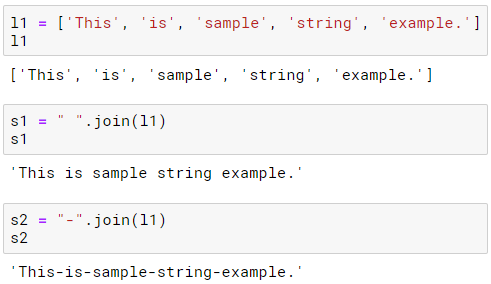 l1 = ['This', 'is', 'sample', 'string', 'example.']
l1
['This', 'is', 'sample', 'string', 'example.']
s1 = " ".join(l1)
s1
'This is sample string example.'
s2 = "-".join(l1)
s2
'This-is-sample-string-example.'